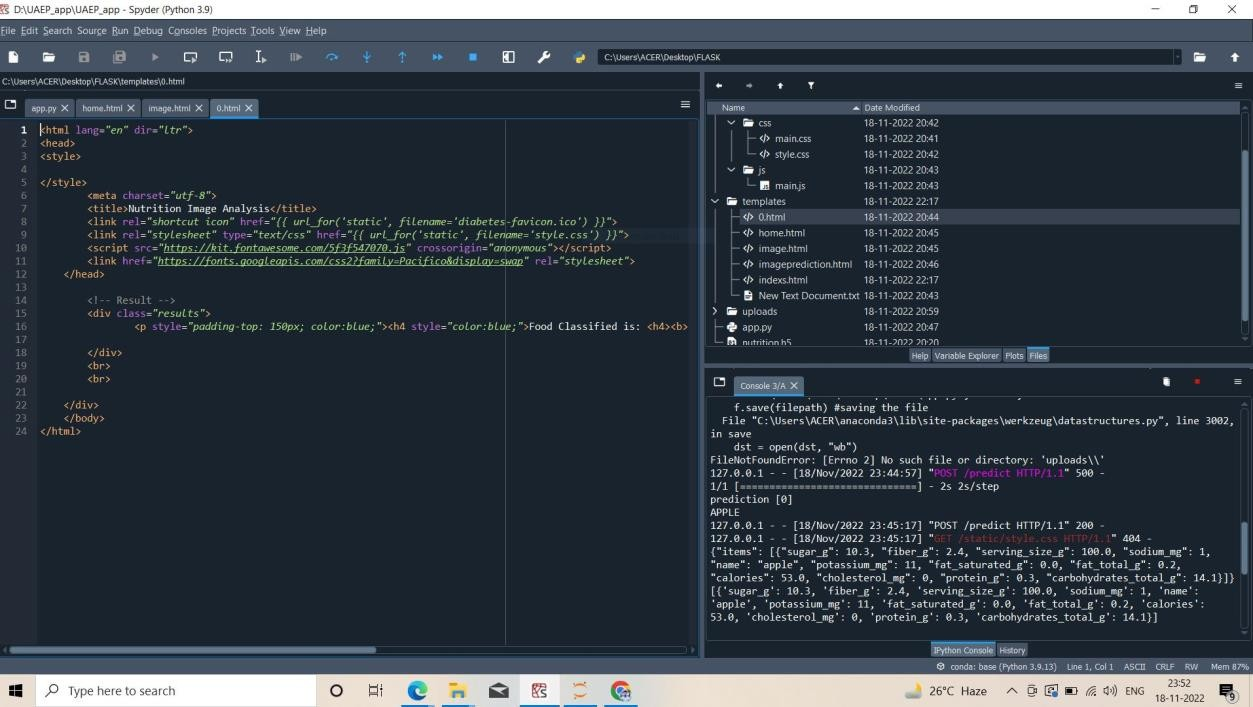 D:\UAEP_app\UAEP_app - Spyder (Python 3.9)
File Edit Search Source Run Debug Consoles Projects Tools View Help
C:\Users\ACER\Desktop\FLASK
C:\Users\ACER\Desktop\FLASK\templates\0.html
app.py home.html image.html 0.html
1 <html lang="en" dir="ltr">
2 <head>
3 <style>
4
5 </style>
6 <meta charset="utf-8">
7 <title>Nutrition Image Analysis</title>
8 <link rel="shortcut icon" href="{{ url_for('static', filename='diabetes-favicon.ico') }}">
9 <link rel="stylesheet" type="text/css" href="{{ url_for('static', filename='style.css') }}">
10 <script src="https://kit.fontawesome.com/5f3f547070.js" crossorigin="anonymous"></script>
11 <link href="https://fonts.googleapis.com/css2?family=Pacifico&display=swap" rel="stylesheet">
12 </head>
13
14 <!-- Result -->
15 <div class="results">
16 <p style="padding-top: 150px; color:blue;"><h4 style="color:blue;">Food Classified is: <h4><b>
17
18 </div>
19 <br>
20 <br>
21
22 </div>
23 </body>
24 </html>
Name Date Modified
css 18-11-2022 20:42
main.css 18-11-2022 20:41
style.css 18-11-2022 20:42
js 18-11-2022 20:43
main.js 18-11-2022 20:43
templates 18-11-2022 22:17
0.html 18-11-2022 20:44
home.html 18-11-2022 20:45
image.html 18-11-2022 20:45
imageprediction.html 18-11-2022 20:46
indexs.html 18-11-2022 22:17
New Text Document.txt 18-11-2022 20:43
uploads 18-11-2022 20:59
app.py 18-11-2022 20:47
nutrition.h5 18-11-2022 20:20
Help Variable Explorer Plots Files
Console 3/A
f.save(filepath) #saving the file
File "C:\Users\ACER\anaconda3\lib\site-packages\werkzeug\datastructures.py", line 3002,
in save
dst = open(dst, "wb")
FileNotFoundError: [Errno 2] No such file or directory: 'uploads\\'
127.0.0.1 - - [18/Nov/2022 23:44:57] "POST /predict HTTP/1.1" 500 -
1/1 [==============================] - 2s 2s/step
prediction [0]
APPLE
127.0.0.1 - - [18/Nov/2022 23:45:17] "POST /predict HTTP/1.1" 200 -
127.0.0.1 - - [18/Nov/2022 23:45:17] "GET /static/style.css HTTP/1.1" 404 -
{"items": [{"sugar_g": 10.3, "fiber_g": 2.4, "serving_size_g": 100.0, "sodium_mg": 1,
"name": "apple", "potassium_mg": 11, "fat_saturated_g": 0.0, "fat_total_g": 0.2,
"calories": 53.0, "cholesterol_mg": 0, "protein_g": 0.3, "carbohydrates_total_g": 14.1}]}
[{'sugar_g': 10.3, 'fiber_g': 2.4, 'serving_size_g': 100.0, 'sodium_mg': 1, 'name':
'apple', 'potassium_mg': 11, 'fat_saturated_g': 0.0, 'fat_total_g': 0.2, 'calories':
53.0, 'cholesterol_mg': 0, 'protein_g': 0.3, 'carbohydrates_total_g': 14.1}]
IPython Console History
conda: base (Python 3.9.13) Line 1, Col 1 ASCII CRLF RW Mem 87%
Type here to search
26°C Haze ENG
23:52
18-11-2022
9